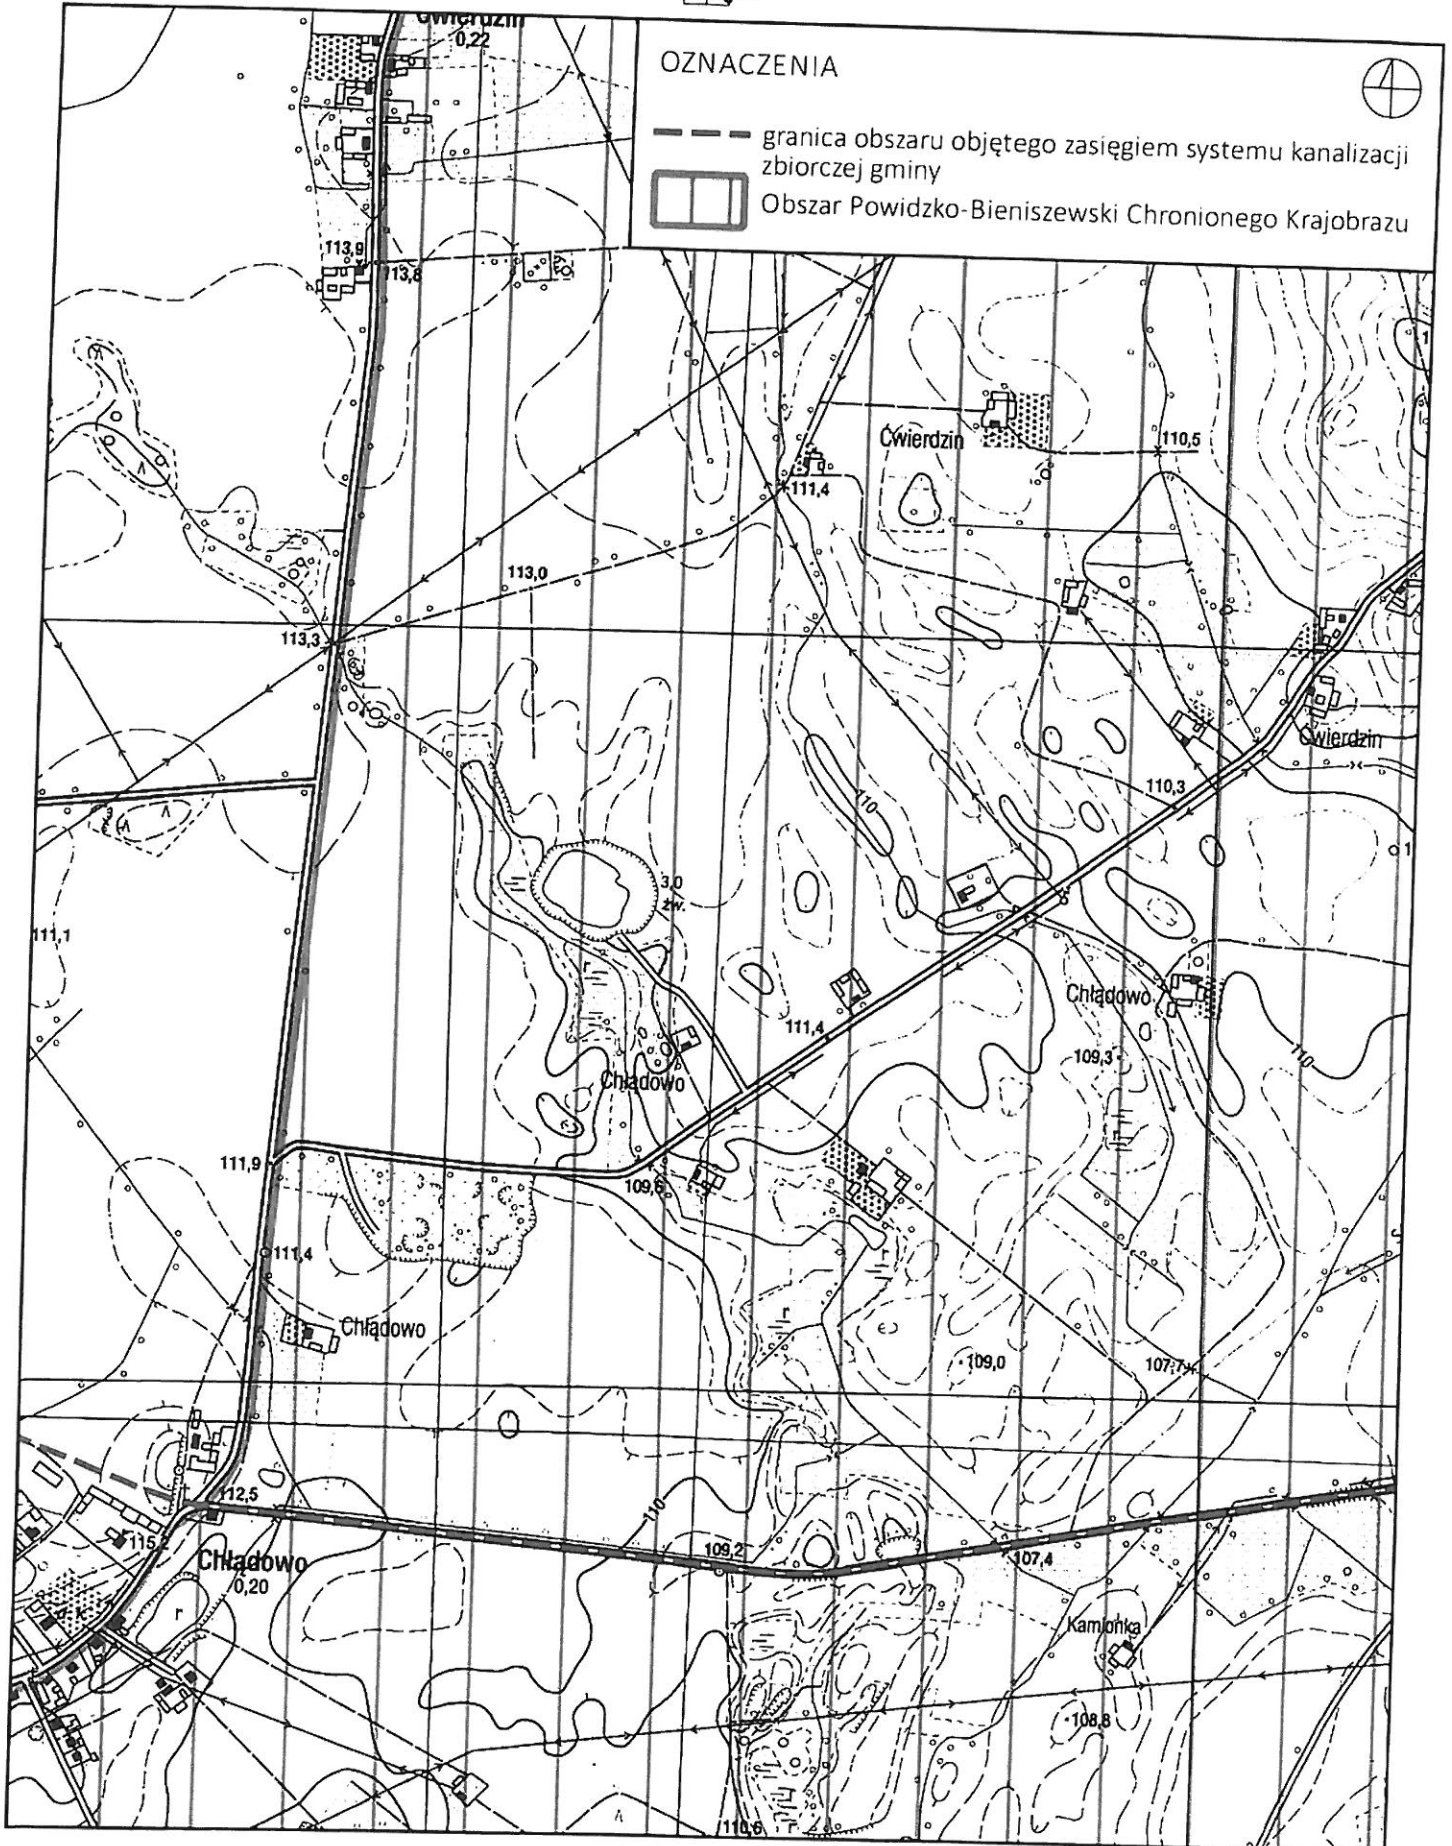 Ćwierdzin
0,22
OZNACZENIA
granica obszaru objętego zasięgiem systemu kanalizacji
zbiorczej gminy
Obszar Powidzko-Bieniszewski Chronionego Krajobrazu
113,9
113,8
Ćwierdzin
110,5
111,4
113,0
113,3
Ćwierdzin
110,3
110
3,0
żw.
111,1
r
Chłądowo
111,4
109,3
110
Chłądowo
111,9
109,6
111,4
r
r
Chłądowo
109,0
107,7
112,5
110
115,2
109,2
107,4
Chłądowo
0,20
r
Kamionka
108,8
110,6
r